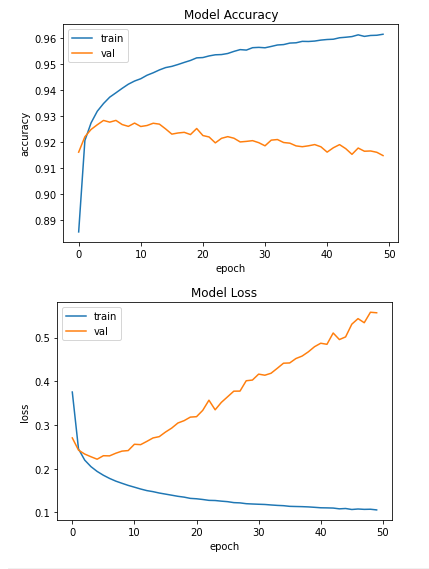 Model Accuracy
train
val
0.96
0.95
0.94
0.93
0.92
0.91
0.90
0.89
accuracy
0 10 20 30 40 50
epoch
Model Loss
train
val
0.5
0.4
0.3
0.2
0.1
loss
0 10 20 30 40 50
epoch